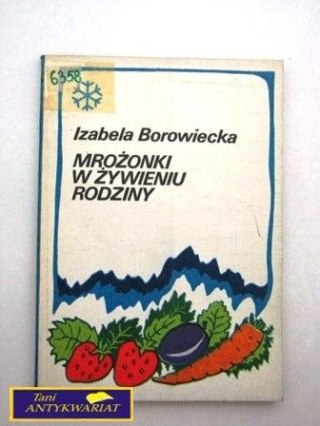 6358
Izabela Borowiecka
MROŻONKI
W ŻYWIENIU
RODZINY
Tani
ANTYKWARIAT